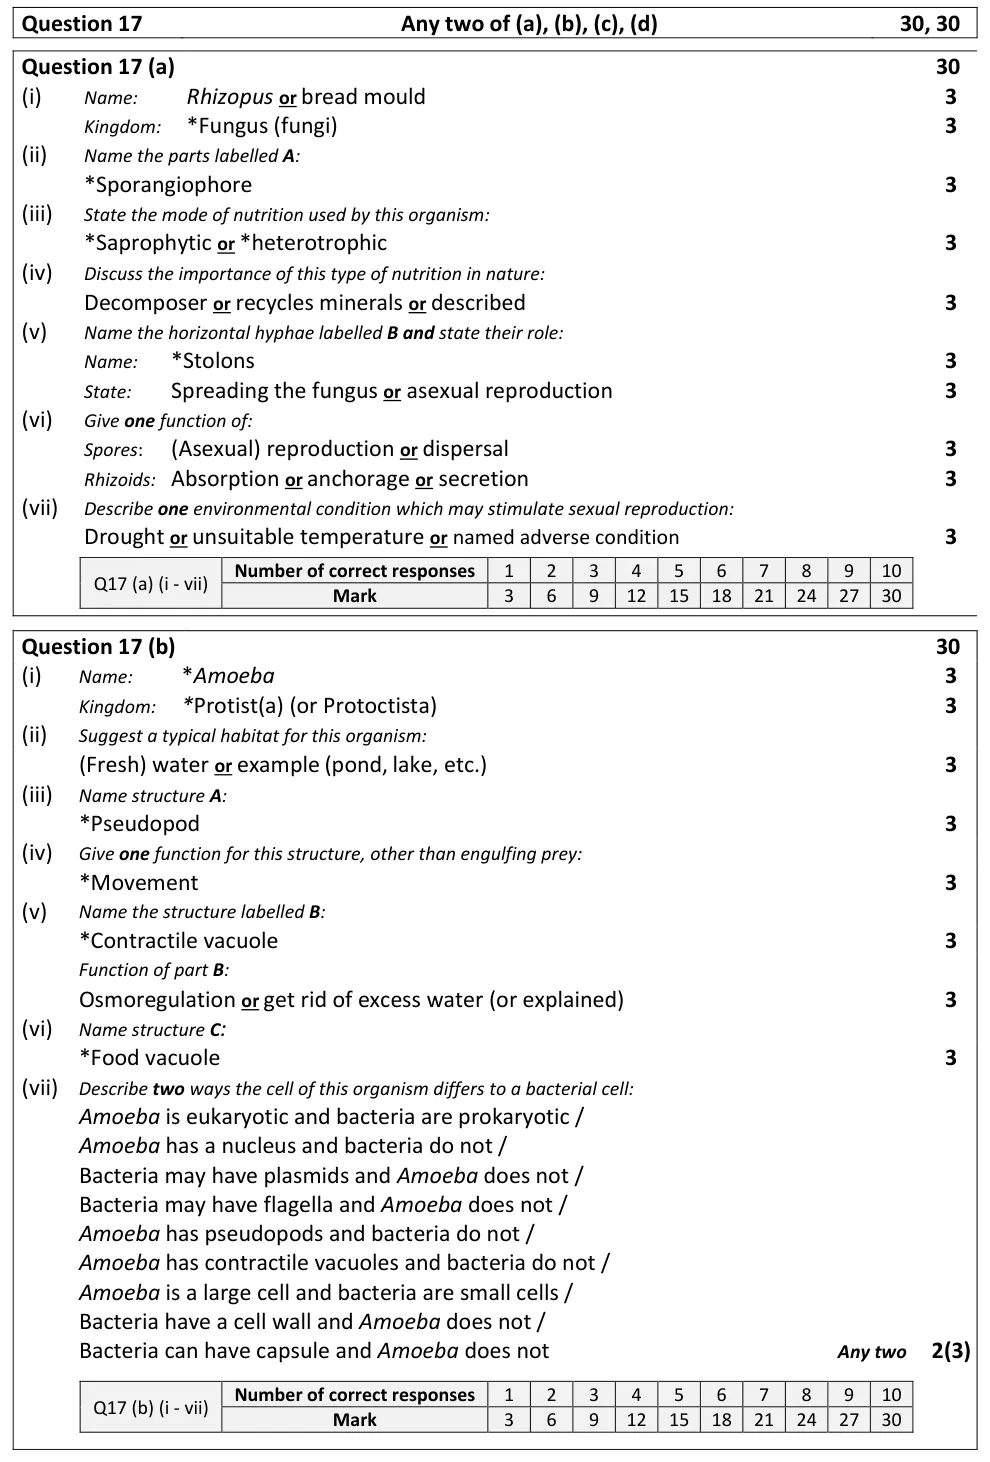 Question 17 Any two of (a), (b), (c), (d) 30, 30
Question 17 (a) 30
(i) Name: Rhizopus or bread mould 3
Kingdom: *Fungus (fungi) 3
(ii) Name the parts labelled A:
*Sporangiophore 3
(iii) State the mode of nutrition used by this organism:
*Saprophytic or *heterotrophic 3
(iv) Discuss the importance of this type of nutrition in nature:
Decomposer or recycles minerals or described 3
(v) Name the horizontal hyphae labelled B and state their role:
Name: *Stolons 3
State: Spreading the fungus or asexual reproduction 3
(vi) Give one function of:
Spores: (Asexual) reproduction or dispersal 3
Rhizoids: Absorption or anchorage or secretion 3
(vii) Describe one environmental condition which may stimulate sexual reproduction:
Drought or unsuitable temperature or named adverse condition 3
Q17 (a) (i - vii) Number of correct responses 1 2 3 4 5 6 7 8 9 10
Mark 3 6 9 12 15 18 21 24 27 30
Question 17 (b) 30
(i) Name: *Amoeba 3
Kingdom: *Protist(a) (or Protoctista) 3
(ii) Suggest a typical habitat for this organism:
(Fresh) water or example (pond, lake, etc.) 3
(iii) Name structure A:
*Pseudopod 3
(iv) Give one function for this structure, other than engulfing prey:
*Movement 3
(v) Name the structure labelled B:
*Contractile vacuole 3
Function of part B:
Osmoregulation or get rid of excess water (or explained) 3
(vi) Name structure C:
*Food vacuole 3
(vii) Describe two ways the cell of this organism differs to a bacterial cell:
Amoeba is eukaryotic and bacteria are prokaryotic /
Amoeba has a nucleus and bacteria do not /
Bacteria may have plasmids and Amoeba does not /
Bacteria may have flagella and Amoeba does not /
Amoeba has pseudopods and bacteria do not /
Amoeba has contractile vacuoles and bacteria do not /
Amoeba is a large cell and bacteria are small cells /
Bacteria have a cell wall and Amoeba does not /
Bacteria can have capsule and Amoeba does not Any two 2(3)
Q17 (b) (i - vii) Number of correct responses 1 2 3 4 5 6 7 8 9 10
Mark 3 6 9 12 15 18 21 24 27 30